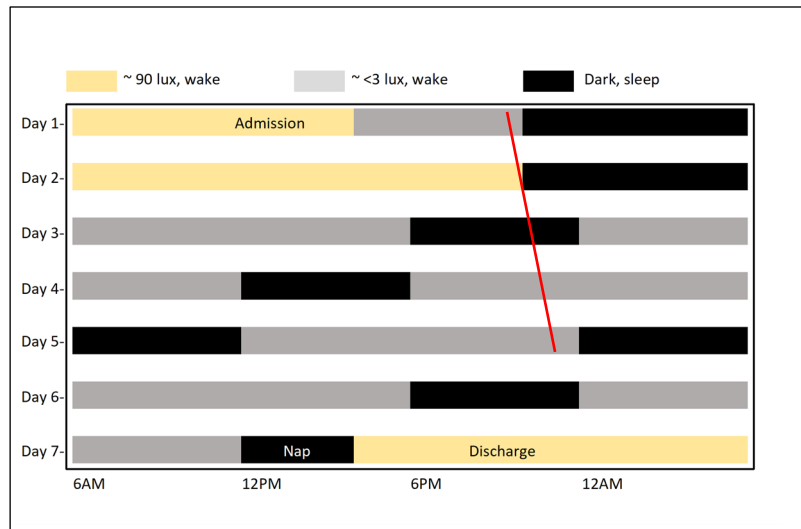 ~ 90 lux, wake
~ <3 lux, wake
Dark, sleep
Day 1-
Admission
Day 2-
Day 3-
Day 4-
Day 5-
Day 6-
Day 7-
Nap
Discharge
6AM
12PM
6PM
12AM